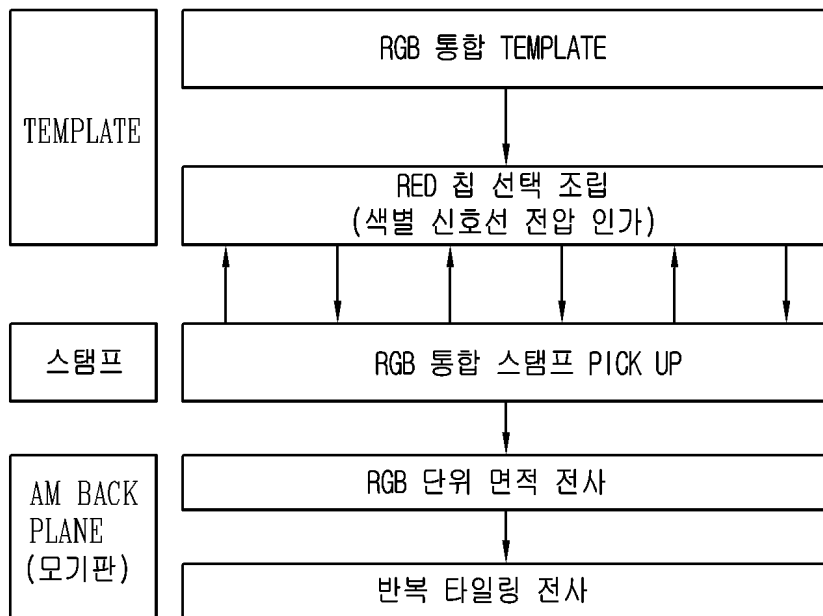 TEMPLATE
RGB 통합 TEMPLATE
RED 칩 선택 조립
(색별 신호선 전압 인가)
스탬프
RGB 통합 스탬프 PICK UP
AM BACK
PLANE
(모기판)
RGB 단위 면적 전사
반복 타일링 전사